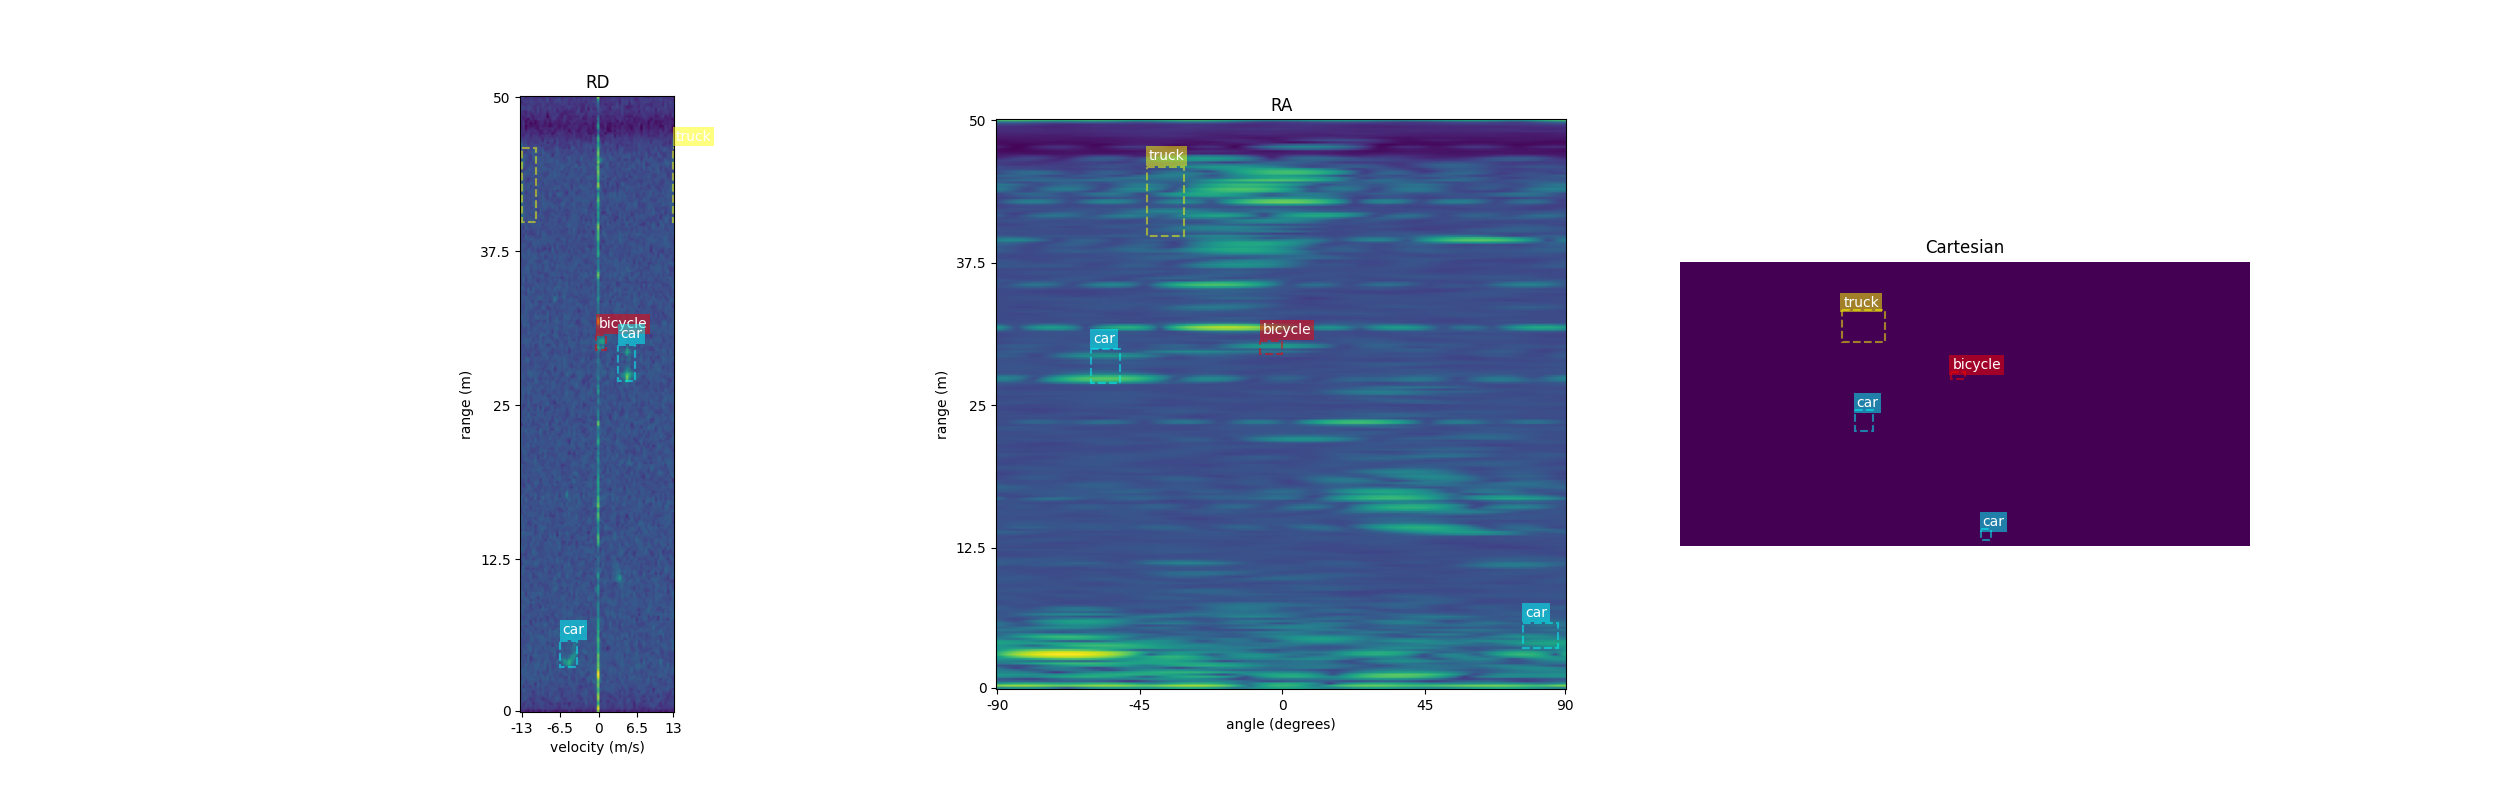 RD
50
37.5
25
12.5
0
range (m)
-13 -6.5 0 6.5 13
velocity (m/s)
truck
bicycle
car
car
RA
50
37.5
25
12.5
0
range (m)
-90 -45 0 45 90
angle (degrees)
truck
bicycle
car
car
Cartesian
truck
bicycle
car
car